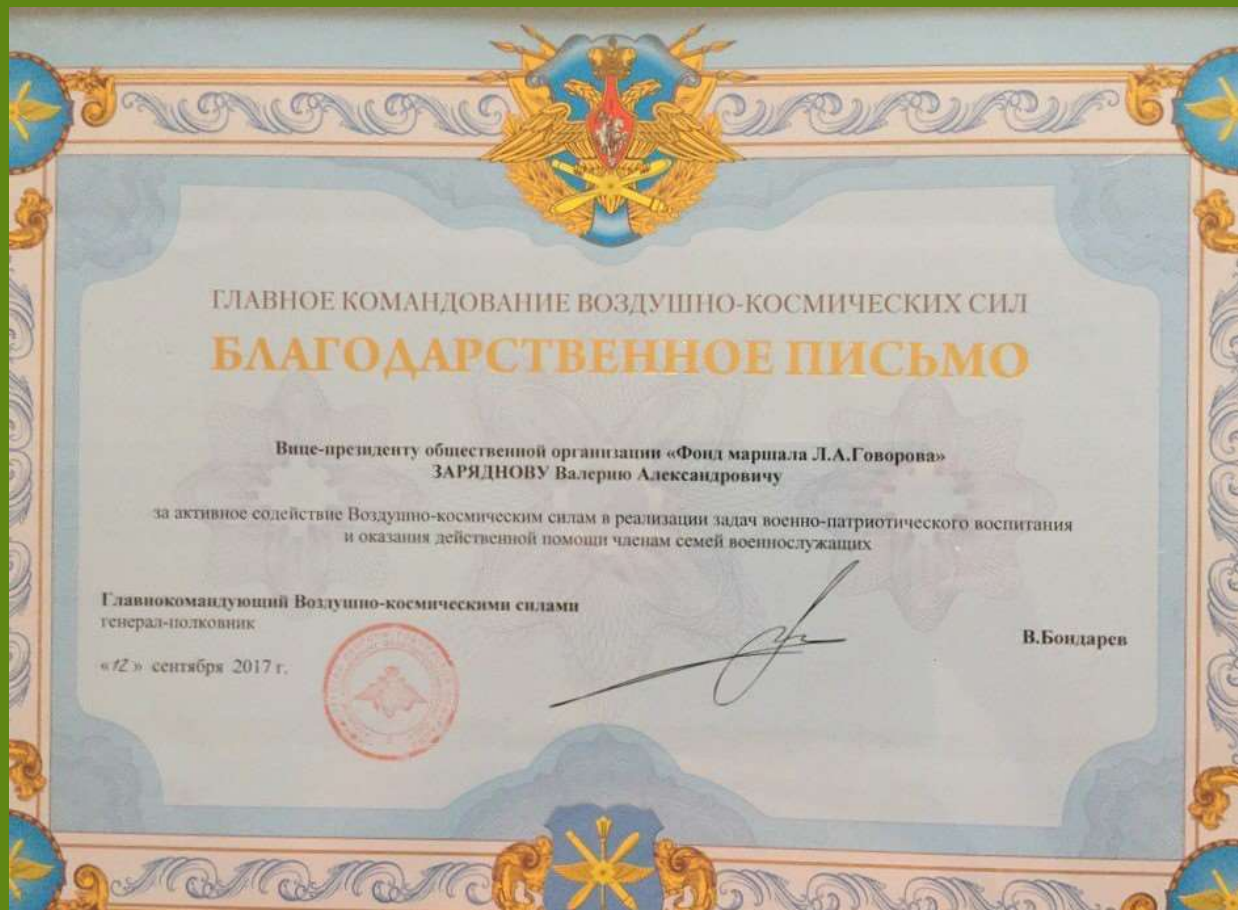 ГЛАВНОЕ КОМАНДОВАНИЕ ВОЗДУШНО-КОСМИЧЕСКИХ СИЛ
БЛАГОДАРСТВЕННОЕ ПИСЬМО
Вице-президенту общественной организации «Фонд маршала Л.А.Говорова»
ЗАРЯДНОВУ Валерию Александровичу
за активное содействие Воздушно-космическим силам в реализации задач военно-патриотического воспитания
и оказания действенной помощи членам семей военнослужащих
Главнокомандующий Воздушно-космическими силами
генерал-полковник
В.Бондарев
«12» сентября 2017 г.